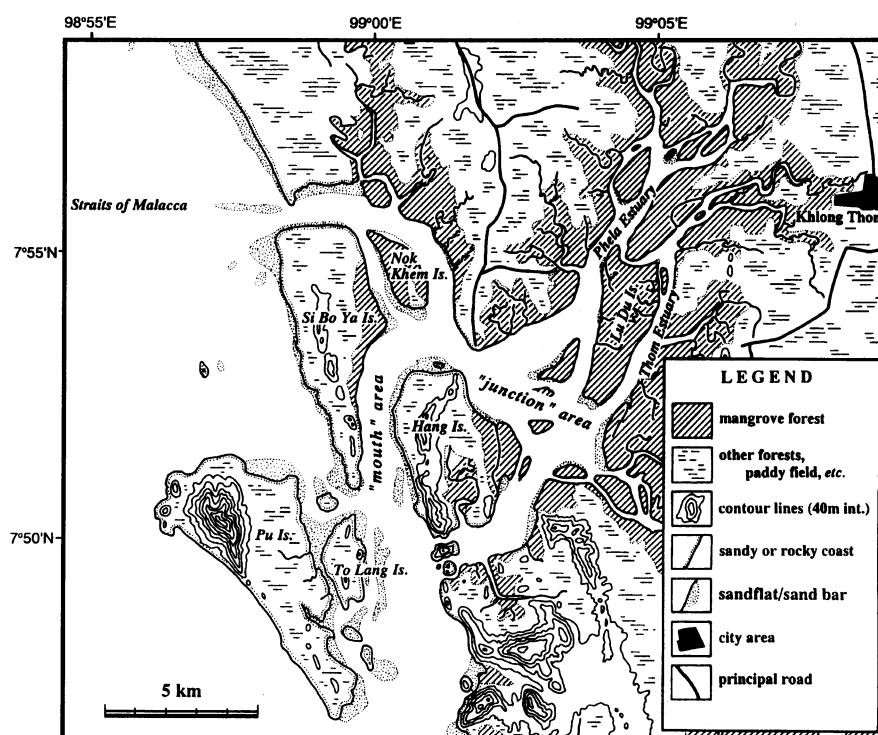 98°55'E
99°00'E
99°05'E
Straits of Malacca
Khlong Thom
7°55'N
Nok
Khem Is.
Phela Estuary
Si Bo Ya Is.
Lu Du Is.
Thom Estuary
"mouth" area
"junction" area
Hang Is.
LEGEND
mangrove forest
other forests,
paddy field, etc.
contour lines (40m int.)
sandy or rocky coast
sandflat/sand bar
city area
principal road
7°50'N
Pu Is.
To Lang Is.
5 km